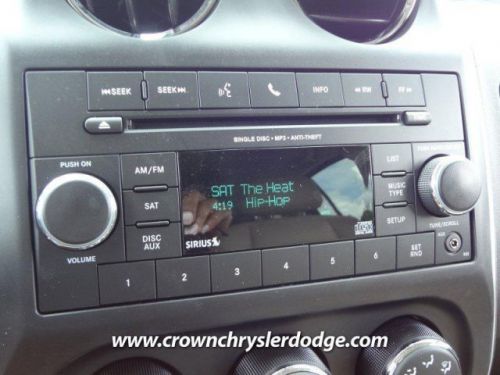 I◄◄SEEK SEEK►►I INFO ◄◄ RW FF ►►
SINGLE DISC • MP3 • ANTI-THEFT
PUSH ON
VOLUME
AM/FM
SAT
DISC AUX
SAT The Heat
4:19 Hip-Hop
SIRIUS
LIST
MUSIC TYPE
SETUP
TUNE/SCROLL
AUX
1 2 3 4 5 6 SET RND
www.crownchryslerdodge.com